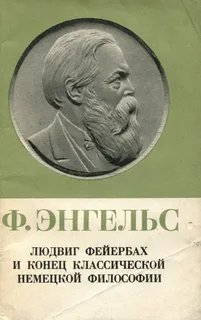 Ф. ЭНГЕЛЬС
ЛЮДВИГ ФЕЙЕРБАХ
И КОНЕЦ КЛАССИЧЕСКОЙ
НЕМЕЦКОЙ ФИЛОСОФИИ